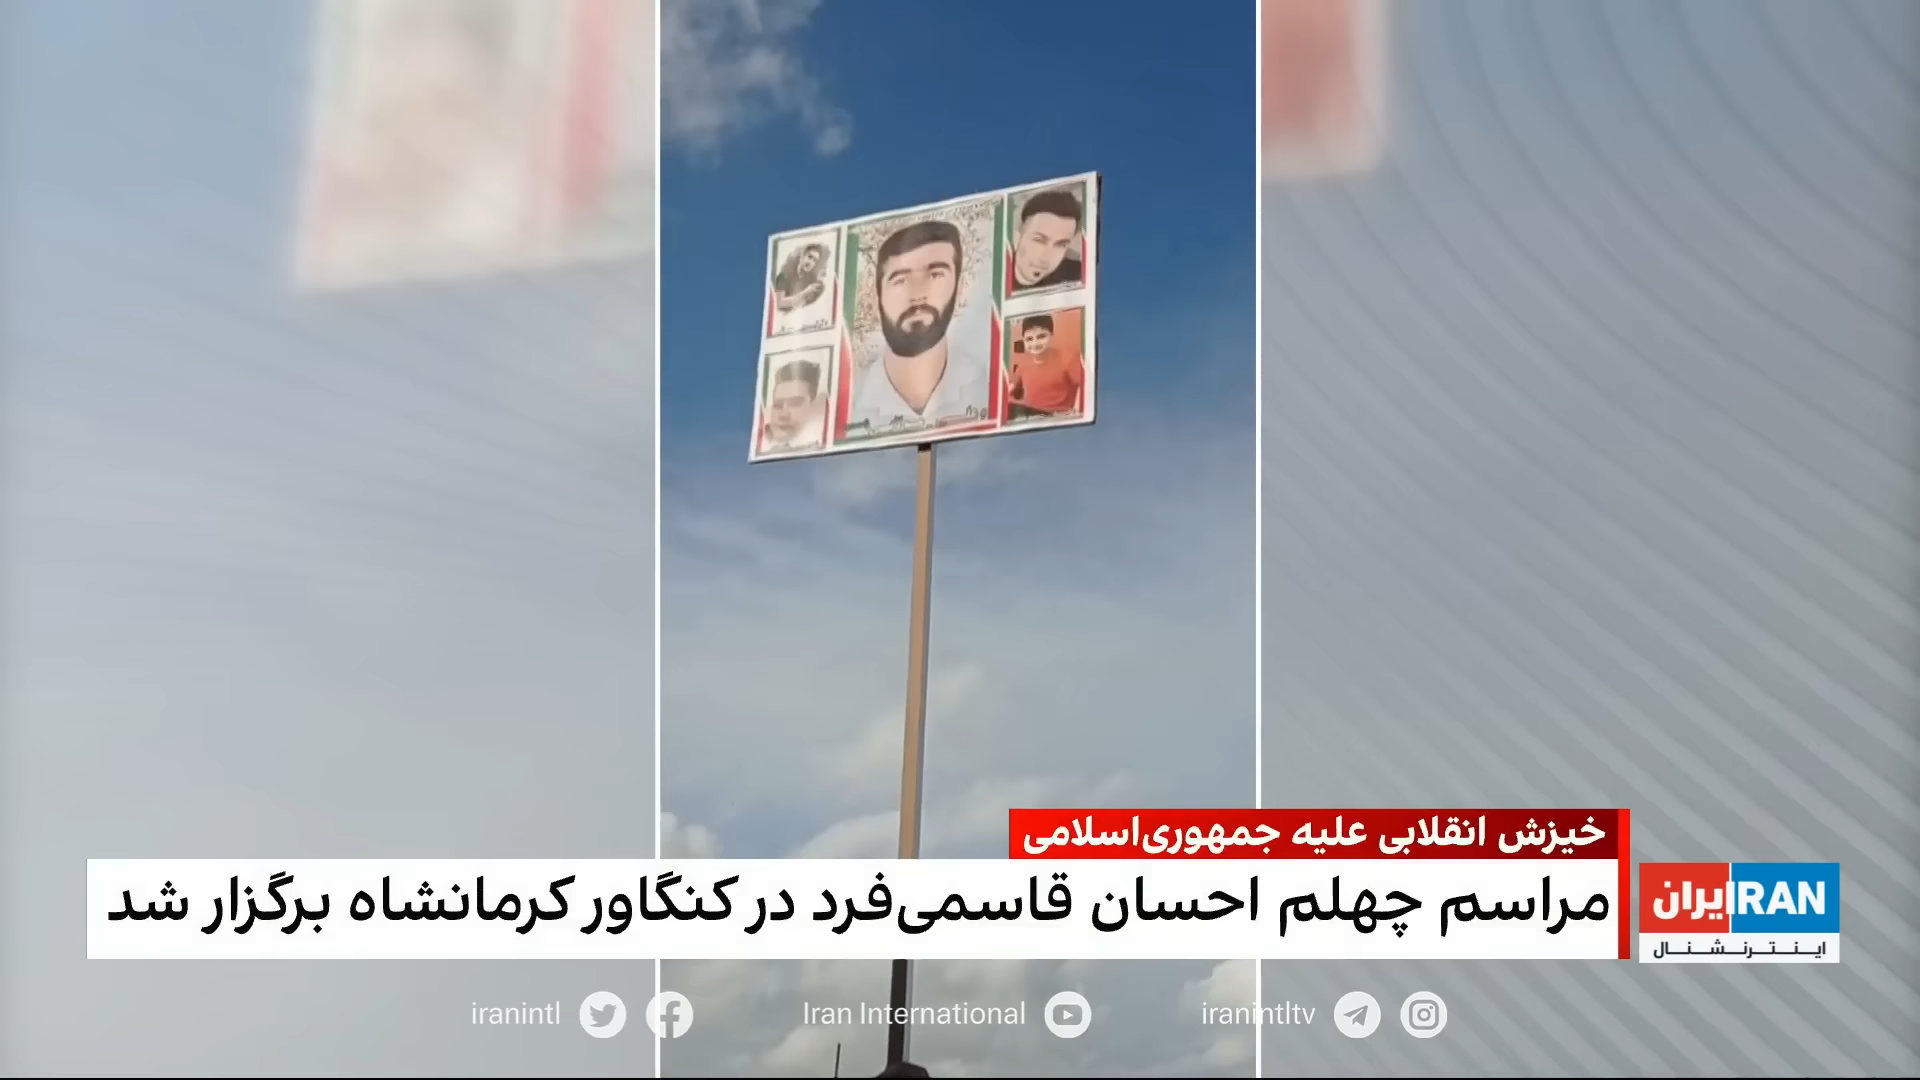 خیزش انقلابی علیه جمهوری‌اسلامی
مراسم چهلم احسان قاسمی‌فرد در کنگاور کرمانشاه برگزار شد
ایران IRAN
اینترنشنال
iranintl
Iran International
iranintltv